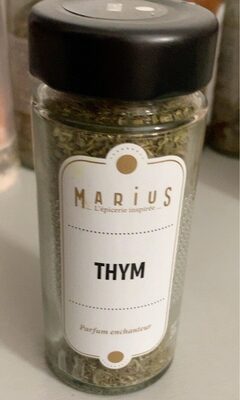 MARIUS
L'épicerie inspirée
THYM
Parfum enchanteur